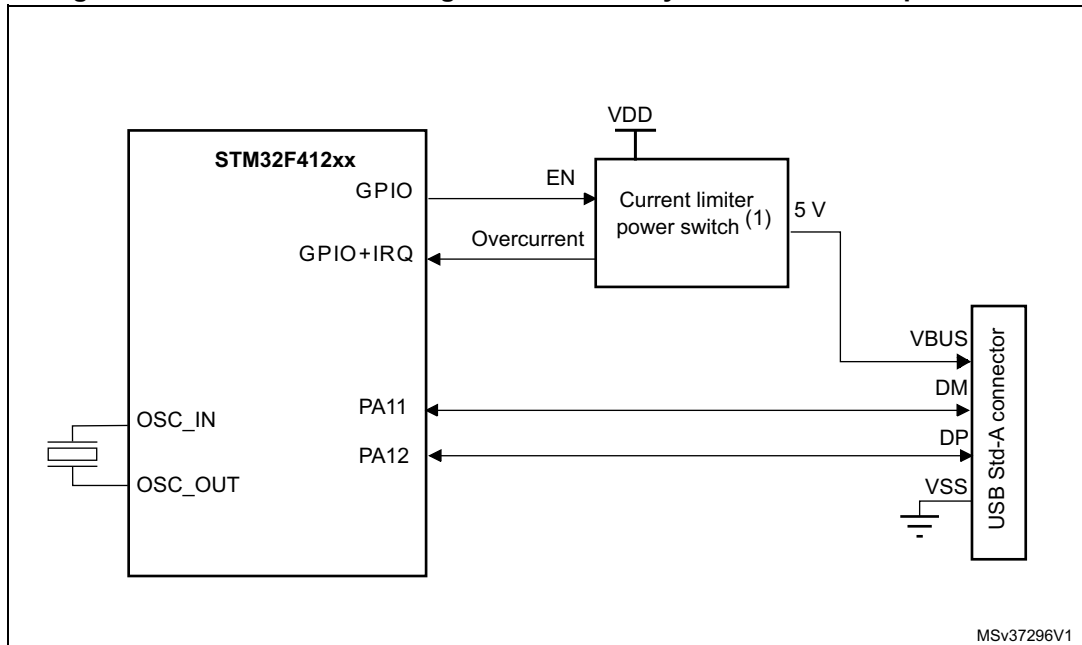 STM32F412xx
GPIO
GPIO+IRQ
EN
Overcurrent
VDD
Current limiter
power switch (1)
5 V
OSC_IN
OSC_OUT
PA11
PA12
VBUS
DM
DP
VSS
USB Std-A connector
MSv37296V1